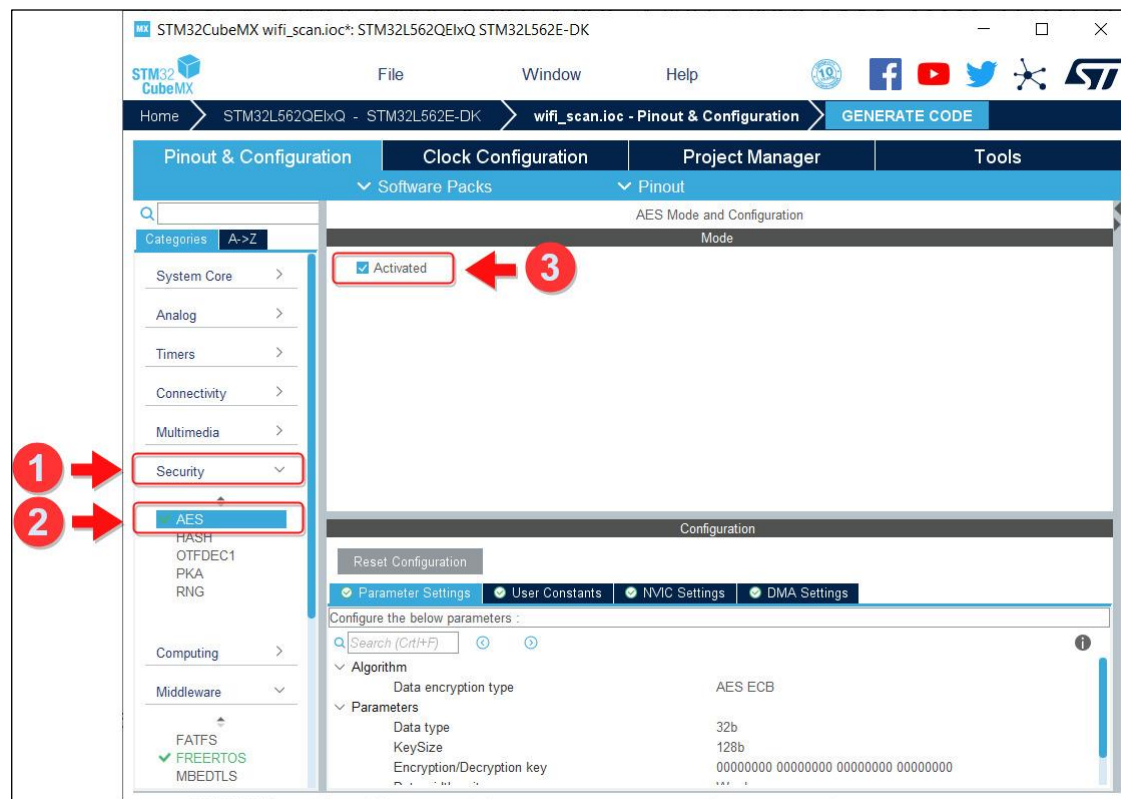 STM32CubeMX wifi_scan.ioc*: STM32L562QEIxQ STM32L562E-DK
STM32 CubeMX
File Window Help
10
Home STM32L562QEIxQ - STM32L562E-DK wifi_scan.ioc - Pinout & Configuration GENERATE CODE
Pinout & Configuration Clock Configuration Project Manager Tools
Software Packs Pinout
AES Mode and Configuration
Categories A->Z
Mode
Activated
3
System Core
Analog
Timers
Connectivity
Multimedia
1
Security
2
AES
HASH
OTFDEC1
PKA
RNG
Computing
Middleware
FATFS
FREERTOS
MBEDTLS
Configuration
Reset Configuration
Parameter Settings User Constants NVIC Settings DMA Settings
Configure the below parameters :
Search (Crtl+F)
Algorithm
Data encryption type AES ECB
Parameters
Data type 32b
KeySize 128b
Encryption/Decryption key 00000000 00000000 00000000 00000000